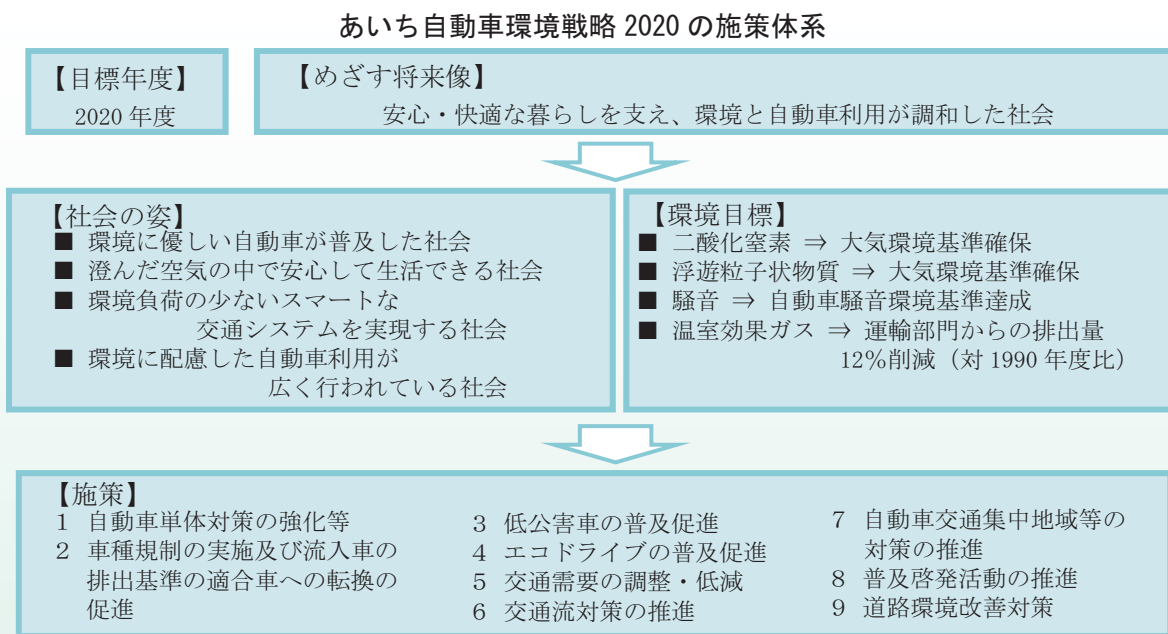 あいち自動車環境戦略 2020 の施策体系
【目標年度】
2020 年度
【めざす将来像】
安心・快適な暮らしを支え、環境と自動車利用が調和した社会
【社会の姿】
■ 環境に優しい自動車が普及した社会
■ 澄んだ空気の中で安心して生活できる社会
■ 環境負荷の少ないスマートな
交通システムを実現する社会
■ 環境に配慮した自動車利用が
広く行われている社会
【環境目標】
■ 二酸化窒素 ⇒ 大気環境基準確保
■ 浮遊粒子状物質 ⇒ 大気環境基準確保
■ 騒音 ⇒ 自動車騒音環境基準達成
■ 温室効果ガス ⇒ 運輸部門からの排出量
12%削減（対 1990 年度比）
【施策】
1 自動車単体対策の強化等
2 車種規制の実施及び流入車の
排出基準の適合車への転換の
促進
3 低公害車の普及促進
4 エコドライブの普及促進
5 交通需要の調整・低減
6 交通流対策の推進
7 自動車交通集中地域等の
対策の推進
8 普及啓発活動の推進
9 道路環境改善対策